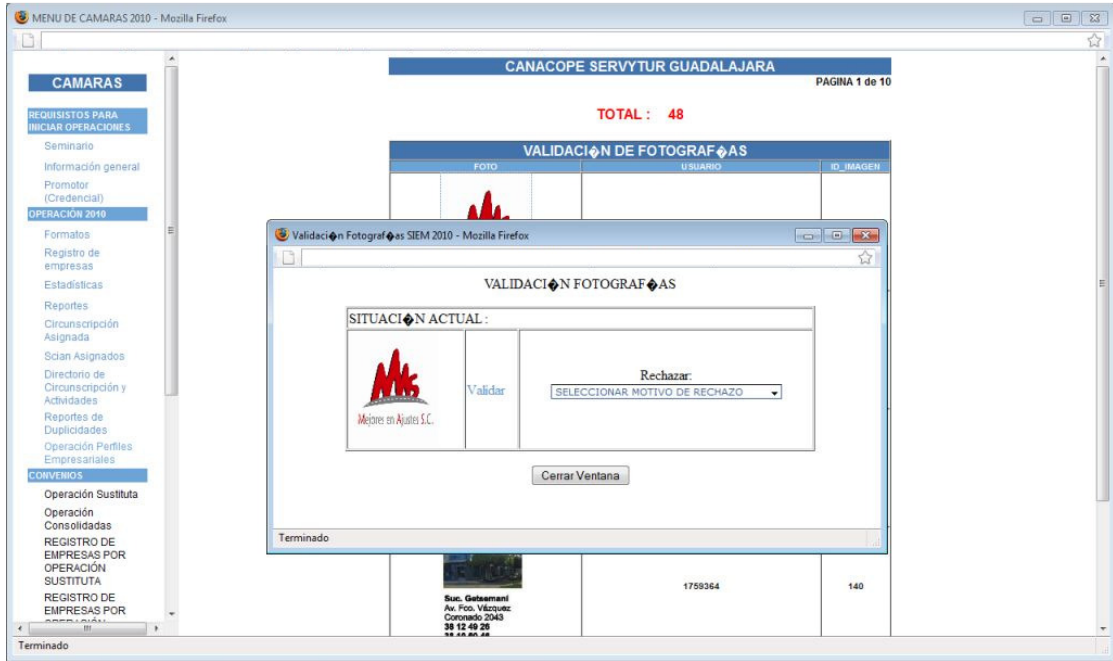 MENU DE CAMARAS 2010 - Mozilla Firefox
CAMARAS
REQUISISTOS PARA
INICIAR OPERACIONES
Seminario
Información general
Promotor
(Credencial)
OPERACIÓN 2010
Formatos
Registro de
empresas
Estadísticas
Reportes
Circunscripción
Asignada
Scian Asignados
Directorio de
Circunscripción y
Actividades
Reportes de
Duplicidades
Operación Perfiles
Empresariales
CONVENIOS
Operación Sustituta
Operación
Consolidadas
REGISTRO DE
EMPRESAS POR
OPERACIÓN
SUSTITUTA
REGISTRO DE
EMPRESAS POR
CANACOPE SERVYTUR GUADALAJARA
PAGINA 1 de 10
TOTAL : 48
VALIDACI�N DE FOTOGRAF�AS
FOTO USUARIO ID_IMAGEN
Validaci�n Fotograf�as SIEM 2010 - Mozilla Firefox
VALIDACI�N FOTOGRAF�AS
SITUACI�N ACTUAL :
Mejores en Ajustes S.C.
Validar
Rechazar:
SELECCIONAR MOTIVO DE RECHAZO
Cerrar Ventana
Terminado
Suc. Getsemaní
Av. Fco. Vázquez
Coronado 2043
38 12 49 26
1759364 140
Terminado